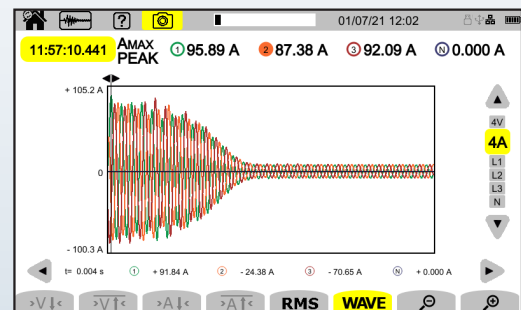 ? 01/07/21 12:02
11:57:10.441 AMAX PEAK 1 95.89 A 2 87.38 A 3 92.09 A N 0.000 A
+ 105.2 A
0
- 100.3 A
4V
4A
L1
L2
L3
N
t= 0.004 s 1 + 91.84 A 2 - 24.38 A 3 - 70.65 A N + 0.000 A
>V↓< >V↑< >A↓< >A↑< RMS WAVE